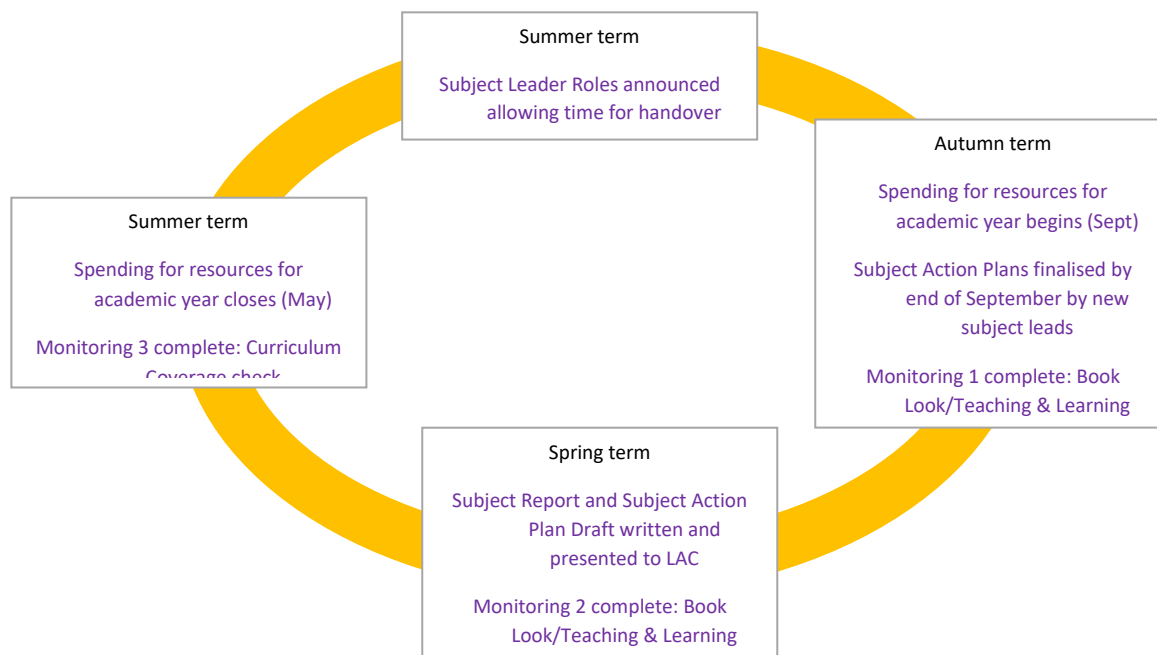 Summer term
Subject Leader Roles announced
allowing time for handover
Autumn term
Spending for resources for
academic year begins (Sept)
Subject Action Plans finalised by
end of September by new
subject leads
Monitoring 1 complete: Book
Look/Teaching & Learning
Spring term
Subject Report and Subject Action
Plan Draft written and
presented to LAC
Monitoring 2 complete: Book
Look/Teaching & Learning
Summer term
Spending for resources for
academic year closes (May)
Monitoring 3 complete: Curriculum
Coverage check